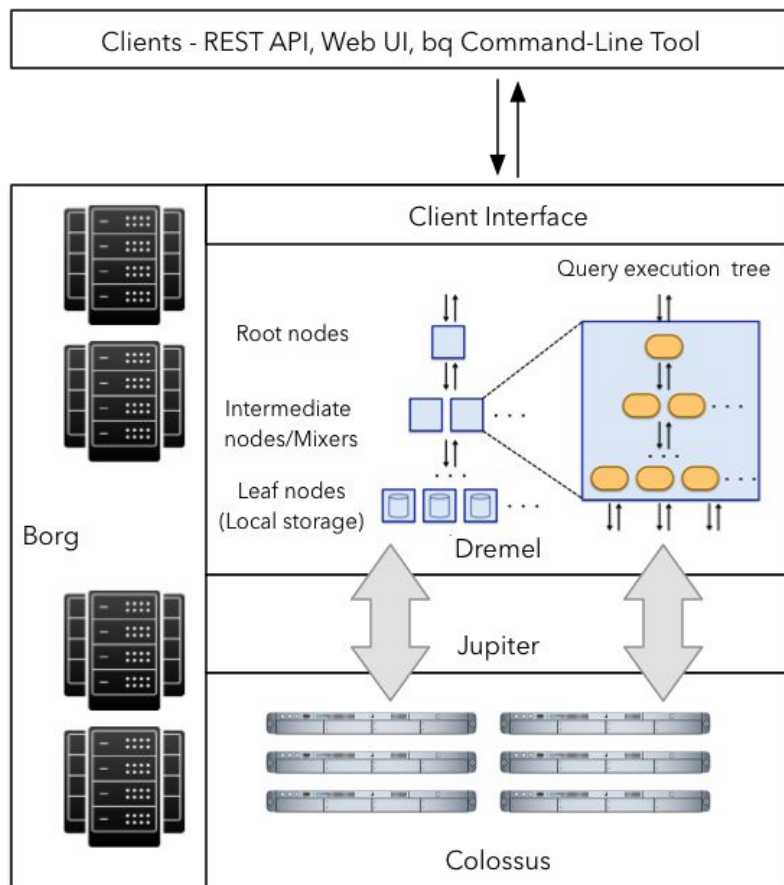 Clients - REST API, Web UI, bq Command-Line Tool
Client Interface
Query execution tree
Root nodes
Intermediate
nodes/Mixers
Leaf nodes
(Local storage)
Borg
Dremel
Jupiter
Colossus